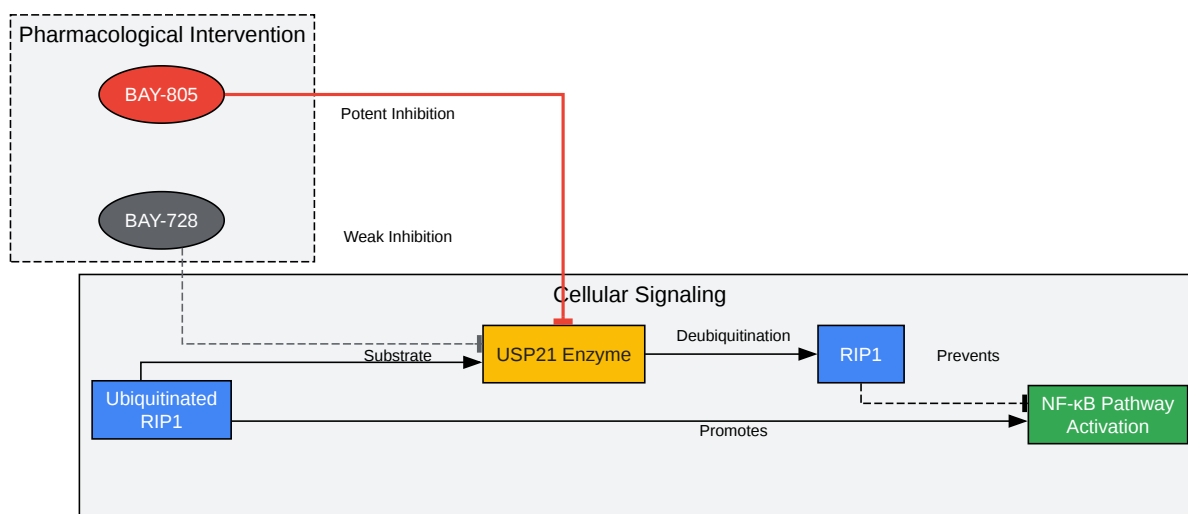 Pharmacological Intervention
BAY-805
Potent Inhibition
BAY-728
Weak Inhibition
Cellular Signaling
Deubiquitination
USP21 Enzyme
RIP1
Prevents
Substrate
Ubiquitinated
RIP1
NF-κB Pathway
Activation
Promotes